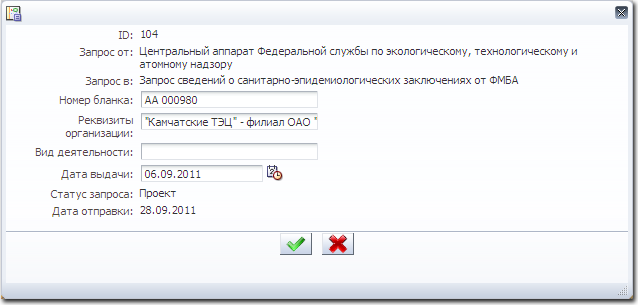 ID: 104
Запрос от: Центральный аппарат Федеральной службы по экологическому, технологическому и
атомному надзору
Запрос в: Запрос сведений о санитарно-эпидемиологических заключениях от ФМБА
Номер бланка: АА 000980
Реквизиты
организации: "Камчатские ТЭЦ" - филиал ОАО "
Вид деятельности:
Дата выдачи: 06.09.2011
Статус запроса: Проект
Дата отправки: 28.09.2011